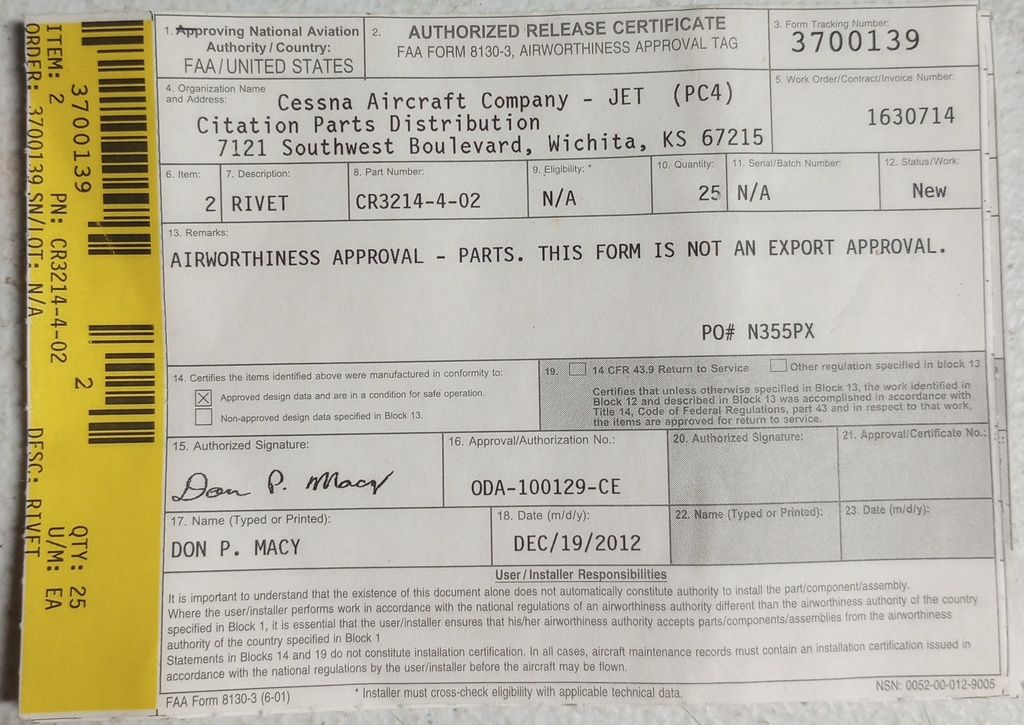 ITEM: 2 PN: CR3214-4-02 DESC: RIVET
ORDER: 3700139 SN/LOT: N/A
3700139
2
QTY: 25
U/M: EA
1. Approving National Aviation
Authority / Country:
FAA/UNITED STATES
2. AUTHORIZED RELEASE CERTIFICATE
FAA FORM 8130-3, AIRWORTHINESS APPROVAL TAG
3. Form Tracking Number:
3700139
4. Organization Name
and Address:
Cessna Aircraft Company - JET (PC4)
Citation Parts Distribution
7121 Southwest Boulevard, Wichita, KS 67215
5. Work Order/Contract/Invoice Number:
1630714
6. Item:
2
7. Description:
RIVET
8. Part Number:
CR3214-4-02
9. Eligibility: *
N/A
10. Quantity:
25
11. Serial/Batch Number:
N/A
12. Status/Work:
New
13. Remarks:
AIRWORTHINESS APPROVAL - PARTS. THIS FORM IS NOT AN EXPORT APPROVAL.
PO# N355PX
14. Certifies the items identified above were manufactured in conformity to:
Approved design data and are in a condition for safe operation.
Non-approved design data specified in Block 13.
19. 14 CFR 43.9 Return to Service Other regulation specified in block 13
Certifies that unless otherwise specified in Block 13, the work identified in
Block 12 and described in Block 13 was accomplished in accordance with
Title 14, Code of Federal Regulations, part 43 and in respect to that work,
the items are approved for return to service.
15. Authorized Signature:
Don P. Macy
16. Approval/Authorization No.:
ODA-100129-CE
20. Authorized Signature:
21. Approval/Certificate No.:
17. Name (Typed or Printed):
DON P. MACY
18. Date (m/d/y):
DEC/19/2012
22. Name (Typed or Printed):
23. Date (m/d/y):
User/Installer Responsibilities
It is important to understand that the existence of this document alone does not automatically constitute authority to install the part/component/assembly.
Where the user/installer performs work in accordance with the national regulations of an airworthiness authority different than the airworthiness authority of the country
specified in Block 1, it is essential that the user/installer ensures that his/her airworthiness authority accepts parts/components/assemblies from the airworthiness
authority of the country specified in Block 1
Statements in Blocks 14 and 19 do not constitute installation certification. In all cases, aircraft maintenance records must contain an installation certification issued in
accordance with the national regulations by the user/installer before the aircraft may be flown.
FAA Form 8130-3 (6-01)
* Installer must cross-check eligibility with applicable technical data.
NSN: 0052-00-012-9005